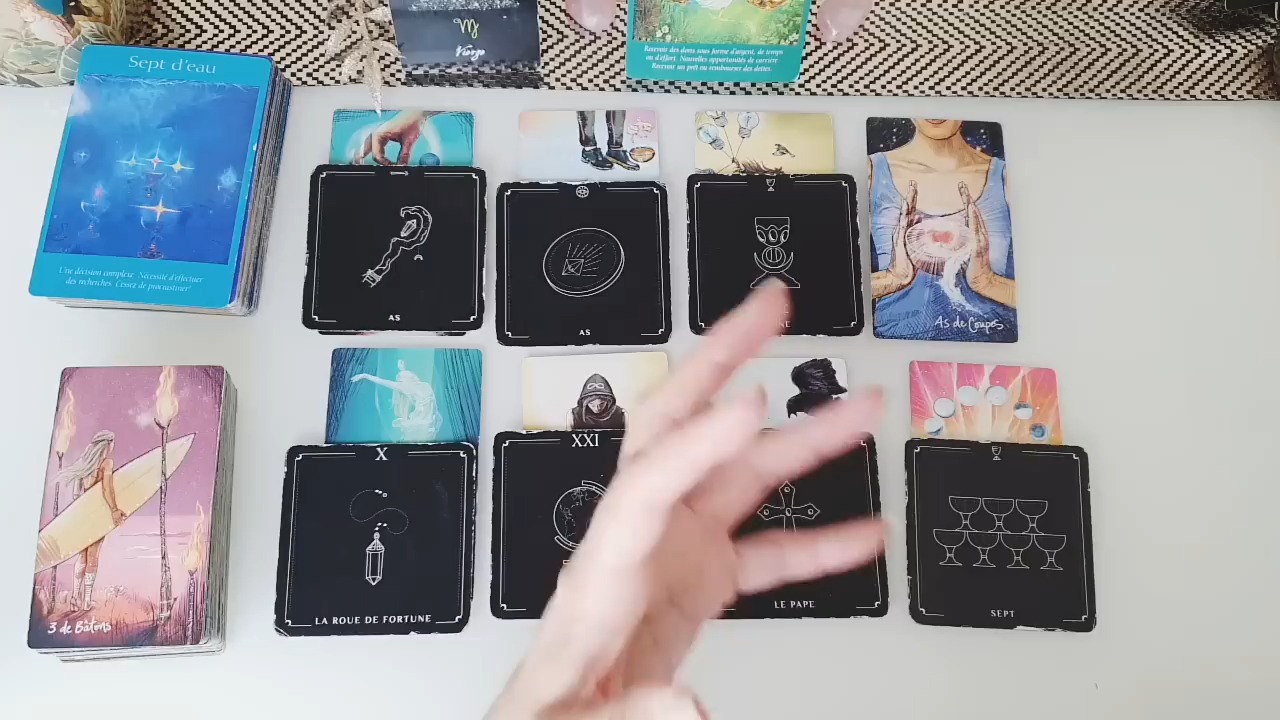 Virgo
Recevoir des dons sous forme d'argent, de temps
ou d'effort. Nouvelles opportunités de carrière
Recevoir un prêt ou rembourser des dettes.
Sept d'eau
Une décision complexe. Nécessité d'effectuer
des recherches. Cessez de procrastiner!
AS
AS
As de Coupes
3 de Bâtons
X
LA ROUE DE FORTUNE
XXI
LE PAPE
SEPT